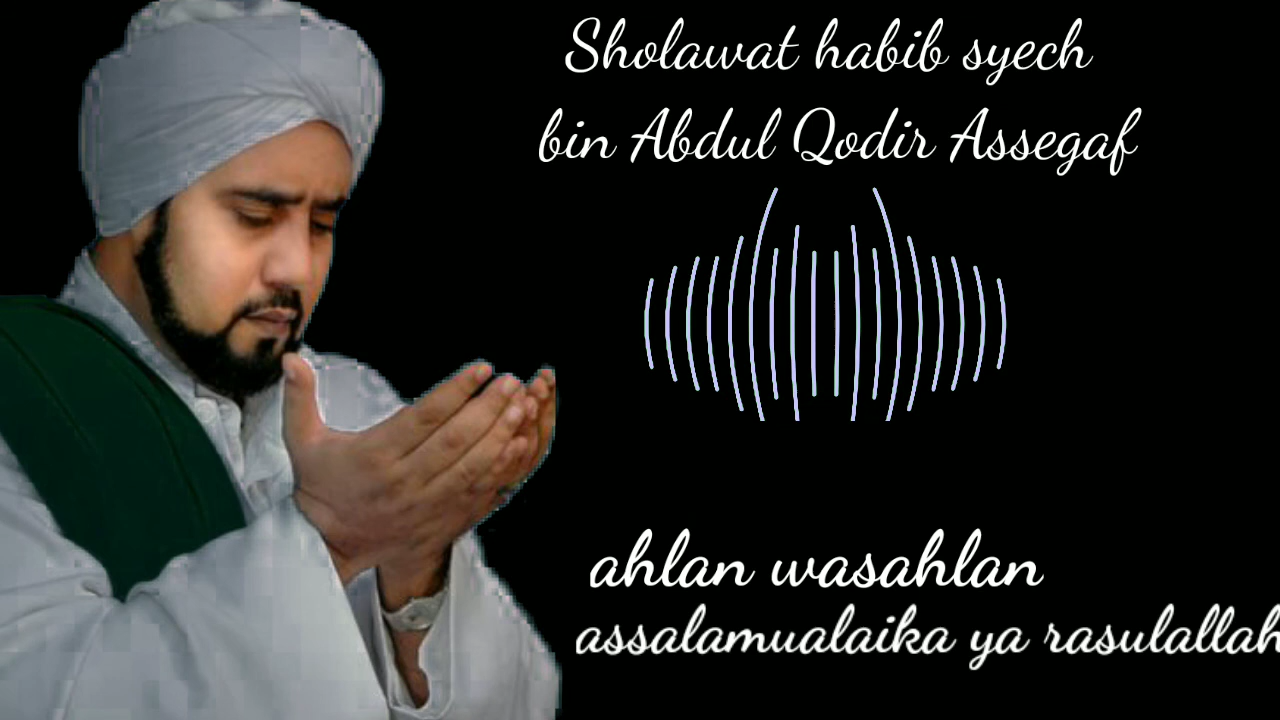 Sholawat habib syech
bin Abdul Qodir Assegaf
ahlan wasahlan
assalamualaika ya rasulallah